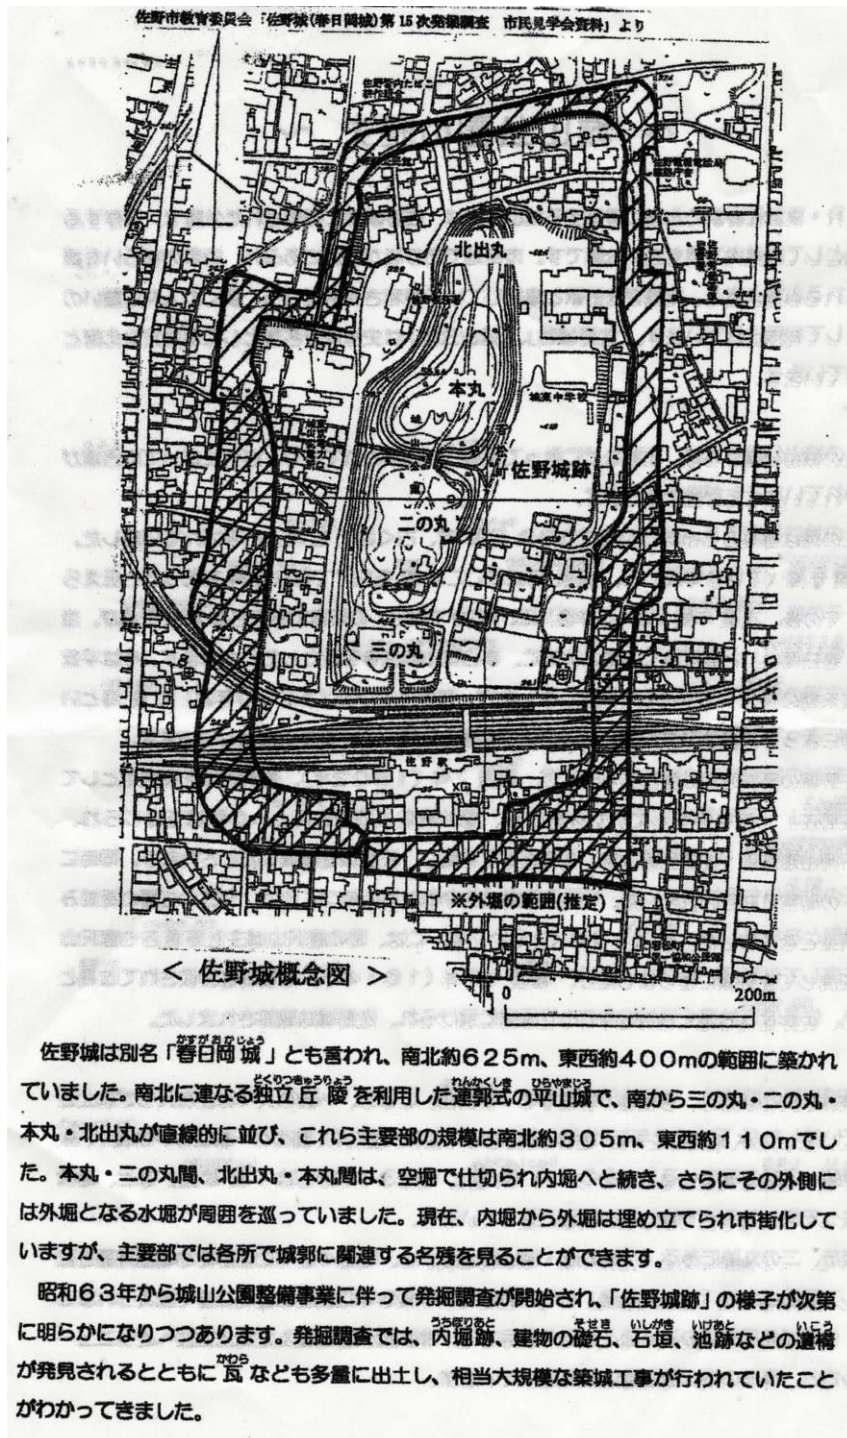 佐野市教育委員会「佐野城(春日岡城)第15次発掘調査 市民見学会資料」より
北出丸
本丸
城東中学校
佐野城跡
二の丸
三の丸
佐野駅
※外堀の範囲(推定)
< 佐野城概念図 >
0 200m
佐野城は別名「春日岡城」とも言われ、南北約625m、東西約400mの範囲に築かれ
ていました。南北に連なる独立丘陵を利用した連郭式の平山城で、南から三の丸・二の丸・
本丸・北出丸が直線的に並び、これら主要部の規模は南北約305m、東西約110mでし
た。本丸・二の丸間、北出丸・本丸間は、空堀で仕切られ内堀へと続き、さらにその外側に
は外堀となる水堀が周囲を巡っていました。現在、内堀から外堀は埋め立てられ市街化して
いますが、主要部では各所で城郭に関連する名残を見ることができます。
昭和63年から城山公園整備事業に伴って発掘調査が開始され、「佐野城跡」の様子が次第
に明らかになりつつあります。発掘調査では、内堀跡、建物の礎石、石垣、池跡などの遺構
が発見されるとともに瓦なども多量に出土し、相当大規模な築城工事が行われていたこと
がわかってきました。